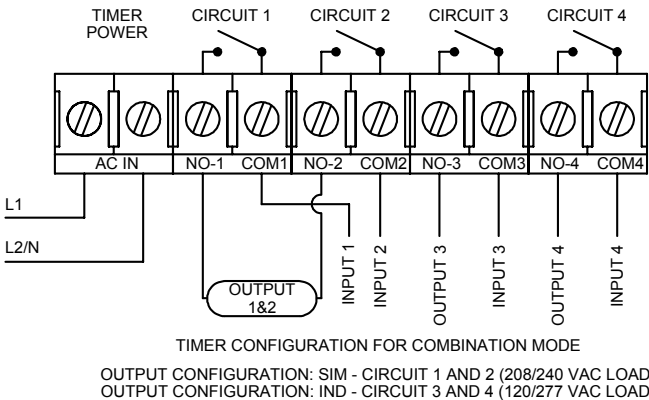 TIMER
POWER
CIRCUIT 1
CIRCUIT 2
CIRCUIT 3
CIRCUIT 4
AC IN
NO-1
COM1
NO-2
COM2
NO-3
COM3
NO-4
COM4
L1
L2/N
OUTPUT
1&2
INPUT 1
INPUT 2
OUTPUT 3
INPUT 3
OUTPUT 4
INPUT 4
TIMER CONFIGURATION FOR COMBINATION MODE
OUTPUT CONFIGURATION: SIM - CIRCUIT 1 AND 2 (208/240 VAC LOAD
OUTPUT CONFIGURATION: IND - CIRCUIT 3 AND 4 (120/277 VAC LOAD